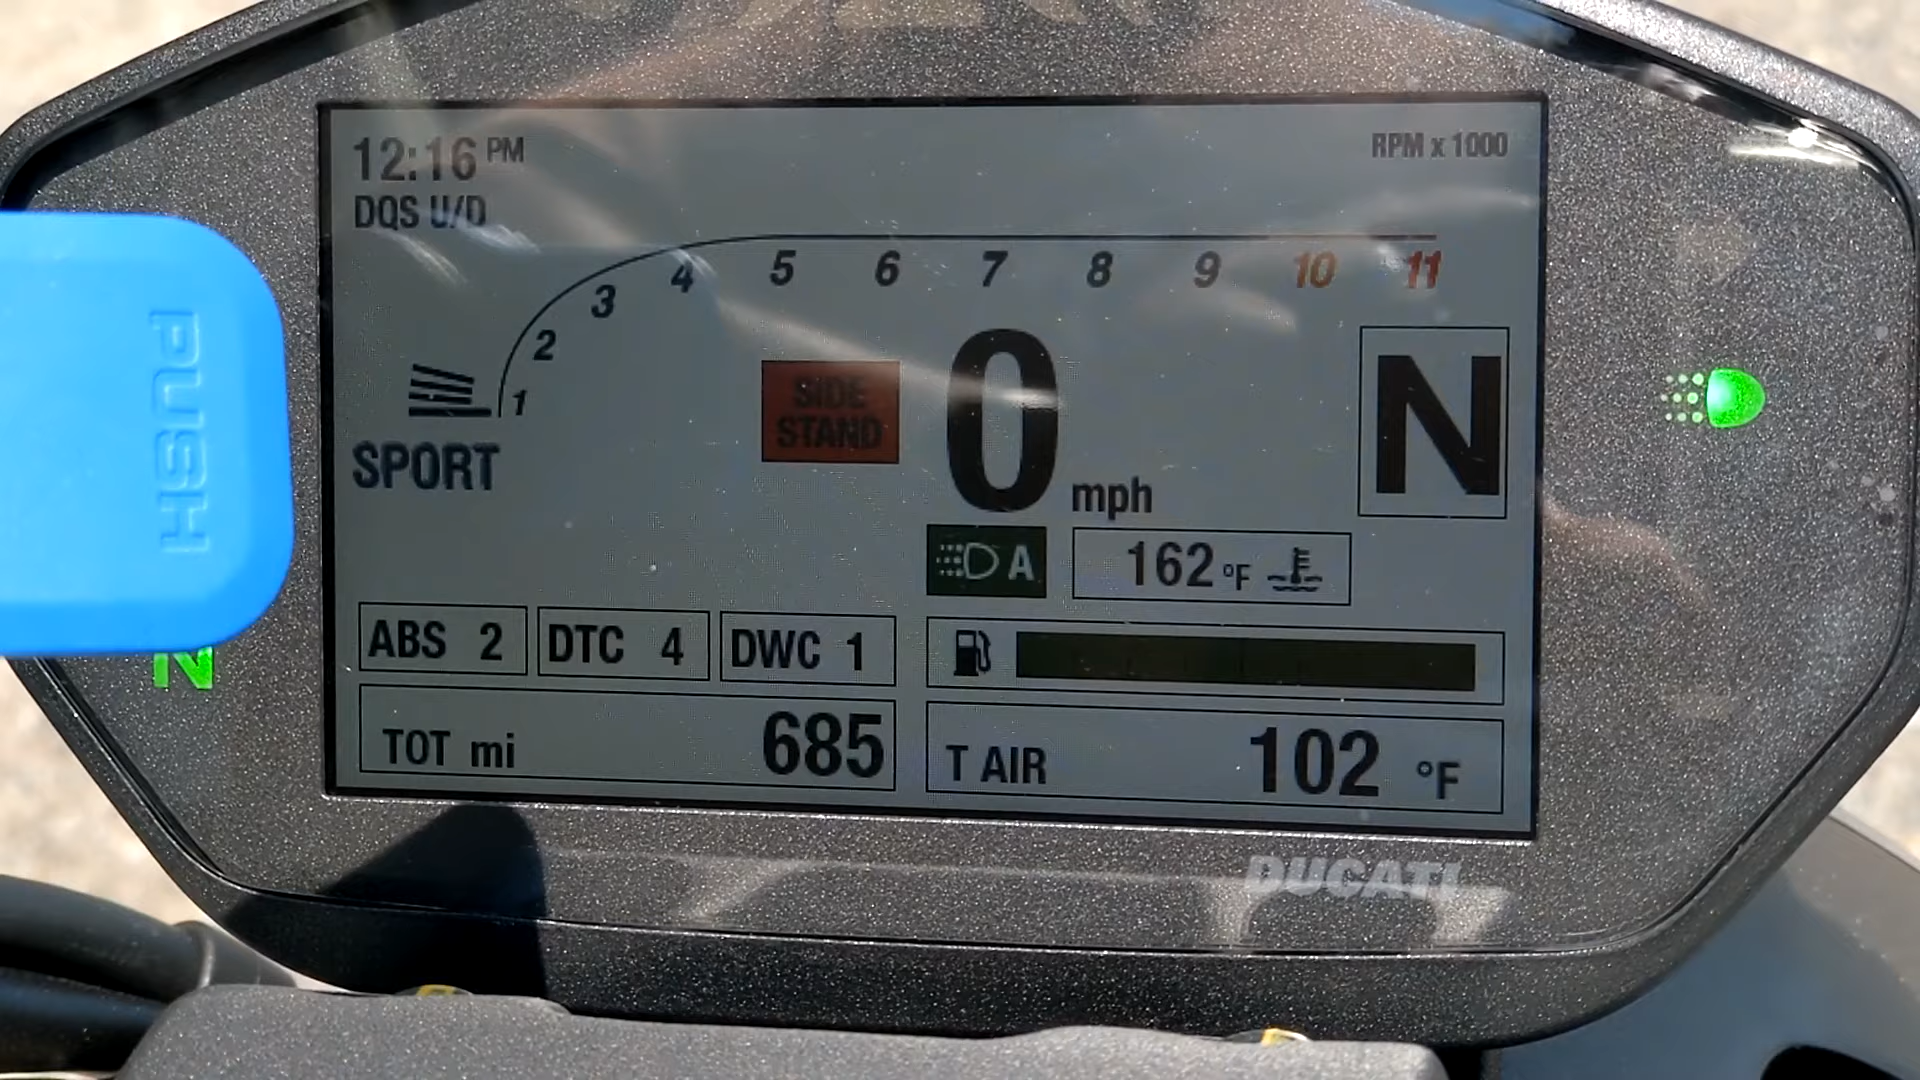 12:16 PM
RPM x 1000
DQS U/D
1 2 3 4 5 6 7 8 9 10 11
SIDE
STAND
0 mph
N
SPORT
A
162 °F
ABS 2
DTC 4
DWC 1
TOT mi 685
T AIR 102 °F
DUCATI
PUSH
N